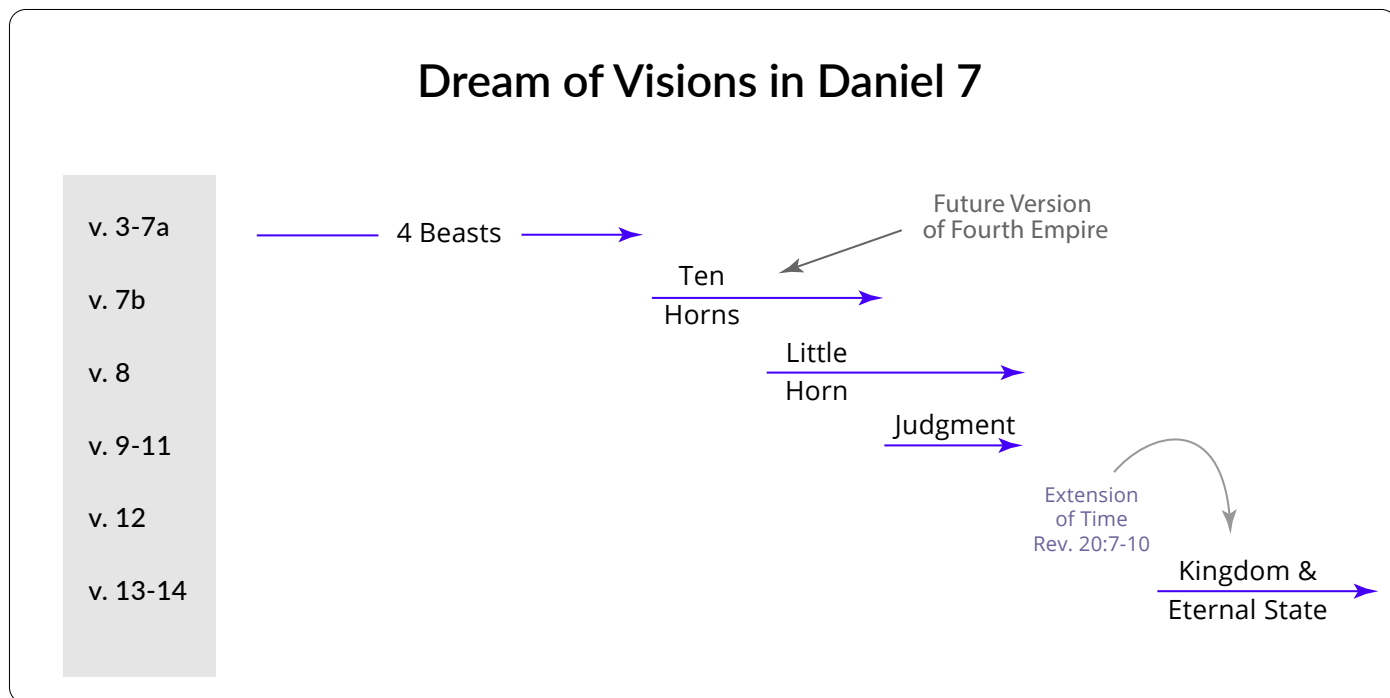 Dream of Visions in Daniel 7
v. 3-7a
4 Beasts
Future Version
of Fourth Empire
v. 7b
Ten
Horns
v. 8
Little
Horn
v. 9-11
Judgment
v. 12
Extension
of Time
Rev. 20:7-10
v. 13-14
Kingdom &
Eternal State